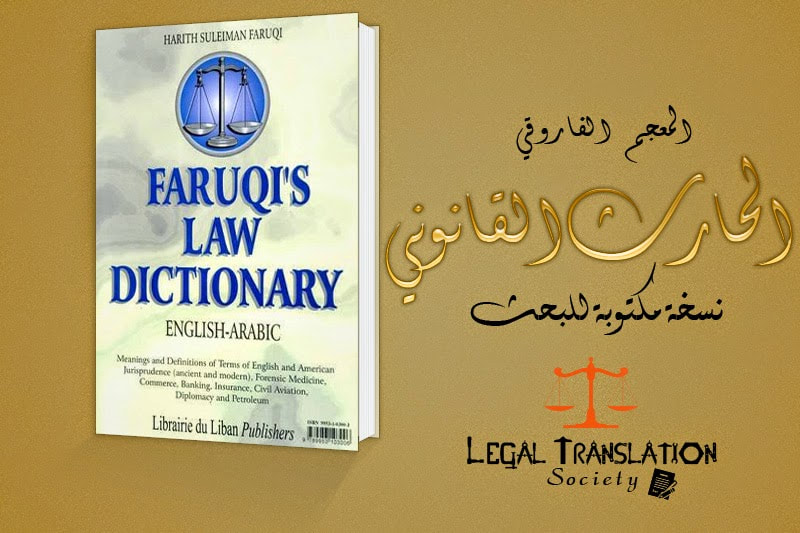 HARITH SULEIMAN FARUQI
FARUQI'S
LAW
DICTIONARY
ENGLISH-ARABIC
Meanings and Definitions of Terms of English and American
Jurisprudence (ancient and modern), Forensic Medicine,
Commerce, Banking, Insurance, Civil Aviation,
Diplomacy and Petroleum
Librairie du Liban Publishers
المعجم الفاروقي
الحارث القانوني
نسخة مكتوبة للبحث
LEGAL TRANSLATION
Society